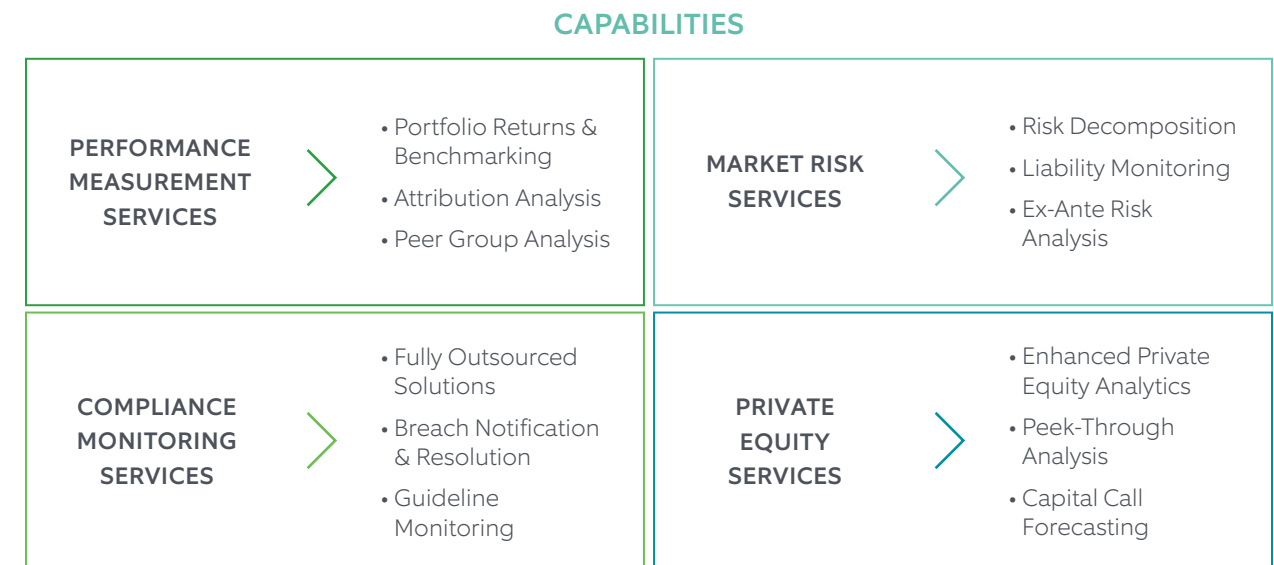 CAPABILITIES
PERFORMANCE
MEASUREMENT
SERVICES
• Portfolio Returns &
Benchmarking
• Attribution Analysis
• Peer Group Analysis
MARKET RISK
SERVICES
• Risk Decomposition
• Liability Monitoring
• Ex-Ante Risk
Analysis
COMPLIANCE
MONITORING
SERVICES
• Fully Outsourced
Solutions
• Breach Notification
& Resolution
• Guideline
Monitoring
PRIVATE
EQUITY
SERVICES
• Enhanced Private
Equity Analytics
• Peek-Through
Analysis
• Capital Call
Forecasting